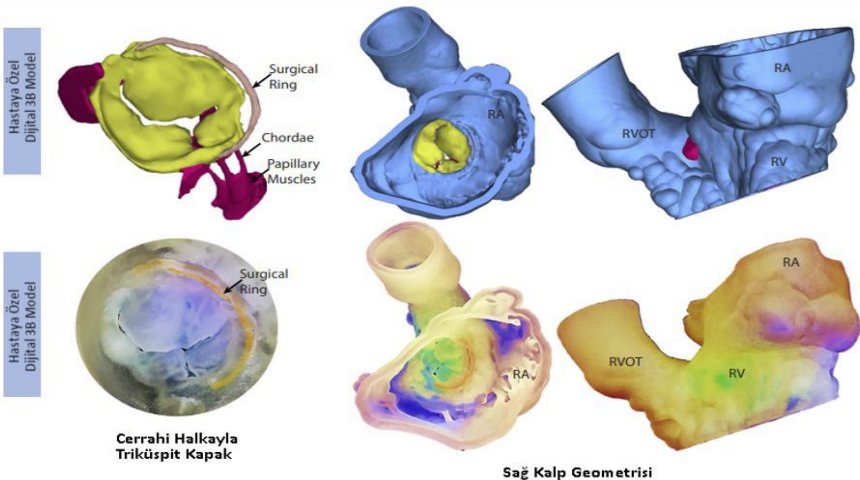 Hastaya Özel
Dijital 3B Model
Surgical
Ring
Chordae
Papillary
Muscles
RA
RVOT
RA
RV
Hastaya Özel
Dijital 3B Model
Surgical
Ring
RA
RVOT
RA
RV
Cerrahi Halkayla
Triküspit Kapak
Sağ Kalp Geometrisi